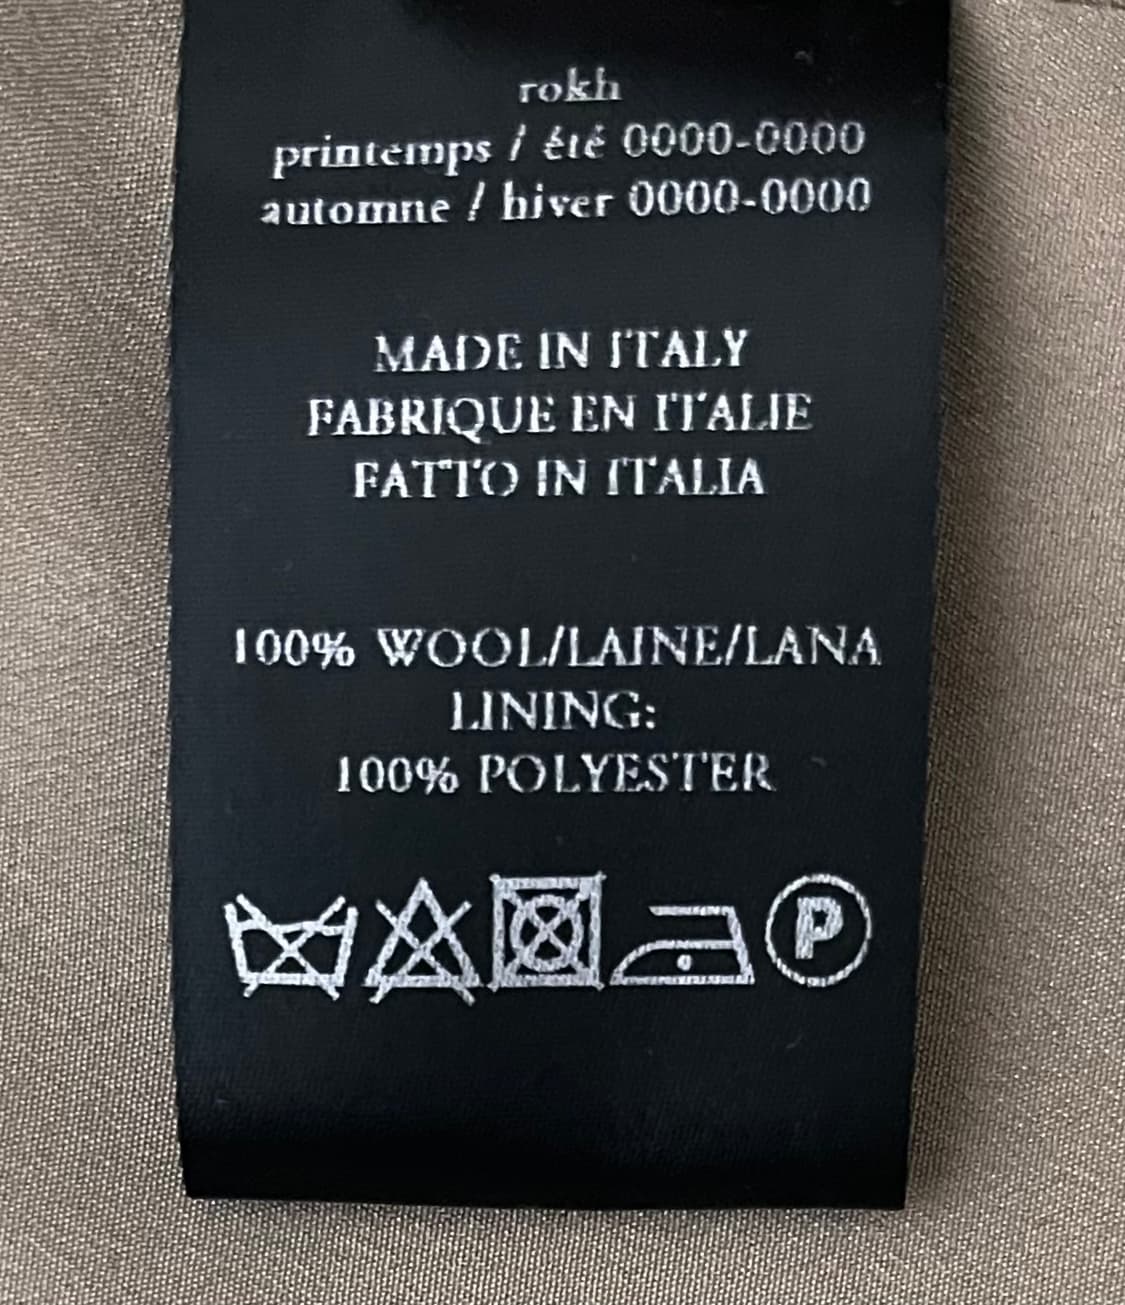 rokh
printemps / été 0000-0000
automne / hiver 0000-0000
MADE IN ITALY
FABRIQUE EN ITALIE
FATTO IN ITALIA
100% WOOL/LAINE/LANA
LINING:
100% POLYESTER
P